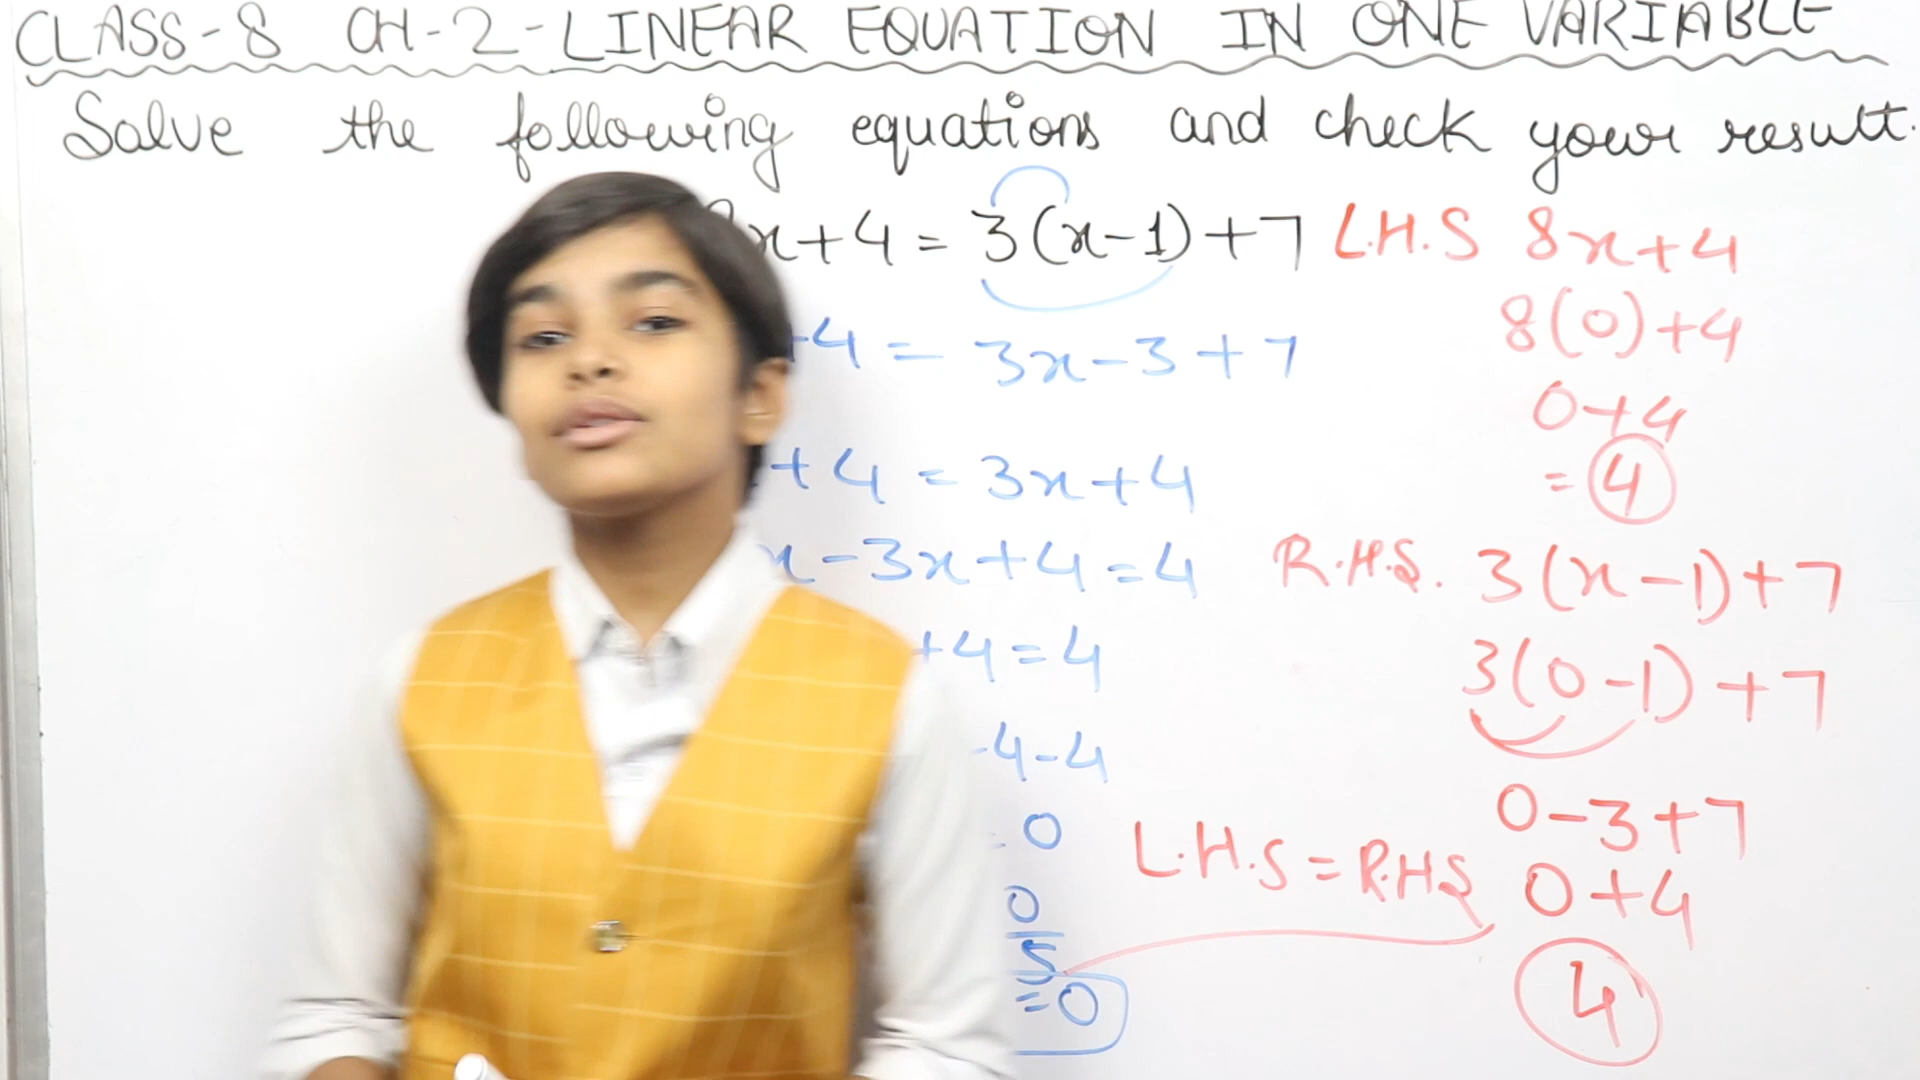 CLASS-8 CH-2-LINEAR EQUATION IN ONE VARIABLE
Solve the following equations and check your result.
x+4 = 3(x-1)+7
+4 = 3x-3+7
+4 = 3x+4
x-3x+4=4
+4=4
-4-4
= 0
0
5
=0
L.H.S 8x+4
8(0)+4
0+4
= 4
R.H.S. 3(x-1)+7
3(0-1)+7
0-3+7
0+4
4
L.H.S = R.H.S